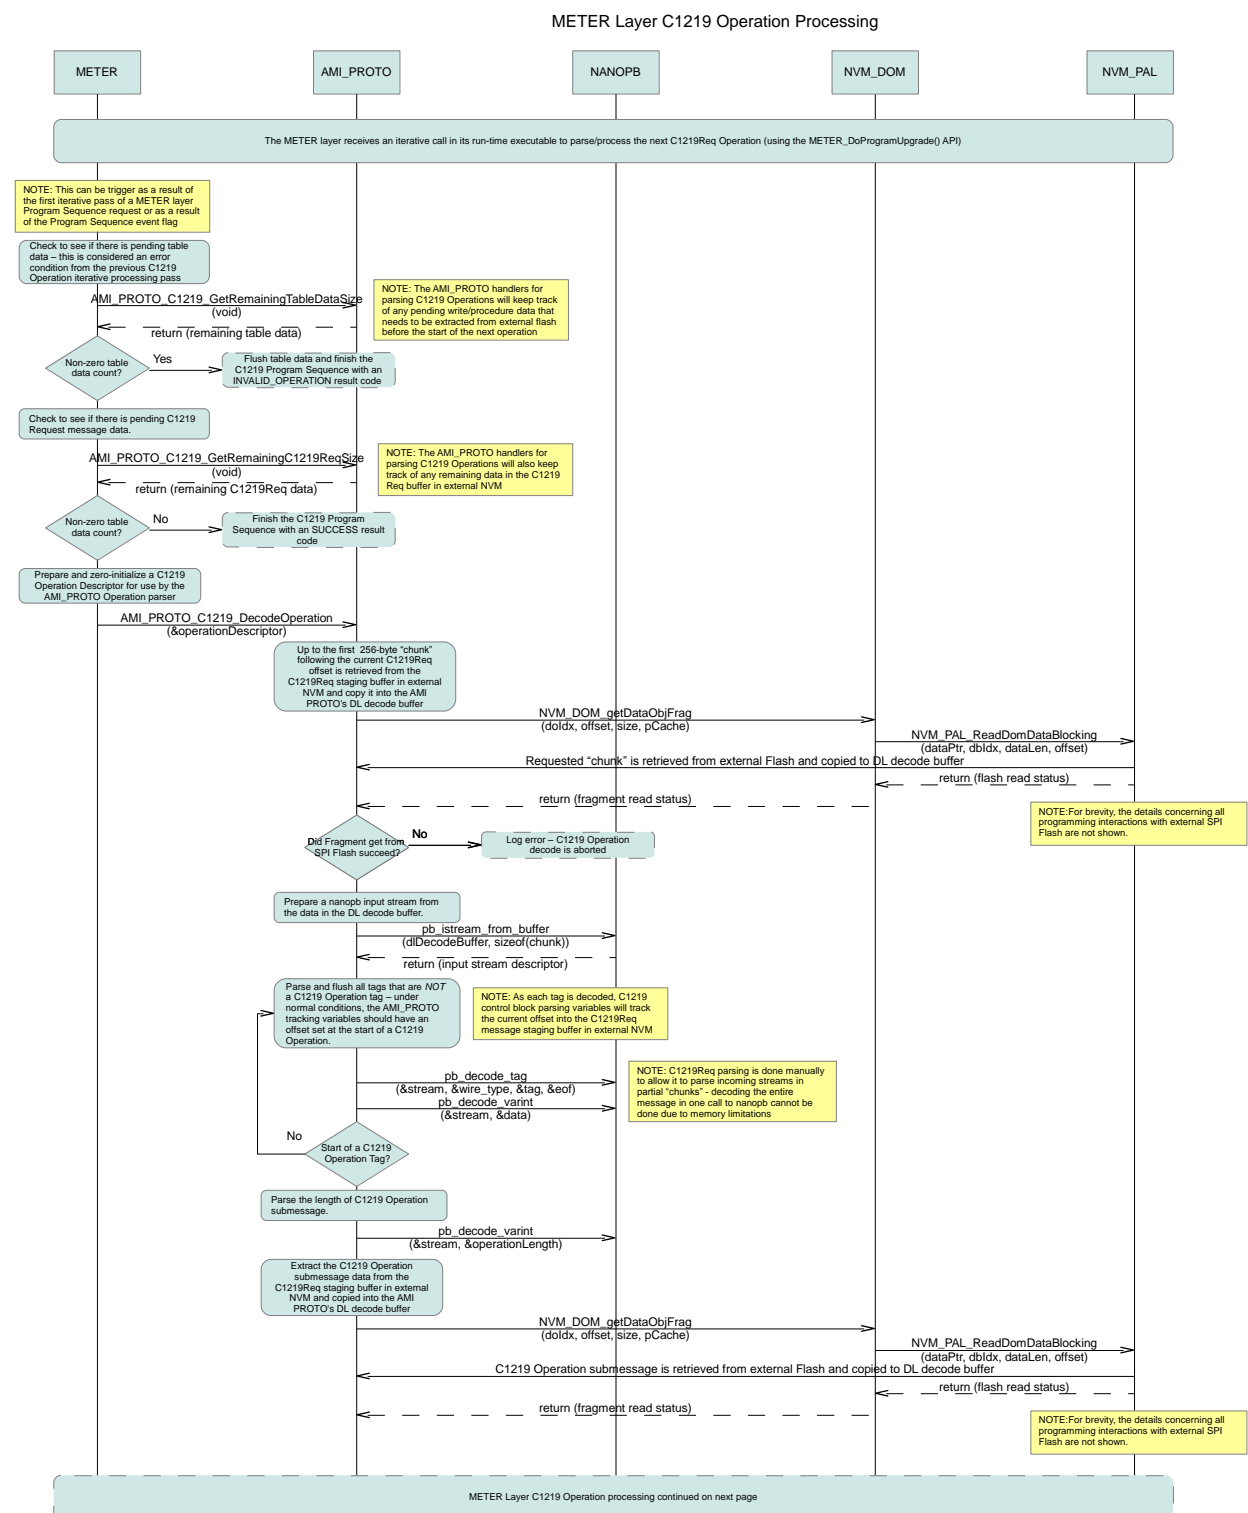 METER Layer C1219 Operation Processing
METER
AMI_PROTO
NANOPB
NVM_DOM
NVM_PAL
The METER layer receives an iterative call in its run-time executable to parse/process the next C1219Req Operation (using the METER_DoProgramUpgrade() API)
NOTE: This can be trigger as a result of
the first iterative pass of a METER layer
Program Sequence request or as a result
of the Program Sequence event flag
Check to see if there is pending table
data – this is considered an error
condition from the previous C1219
Operation iterative processing pass
AMI_PROTO_C1219_GetRemainingTableDataSize
(void)
NOTE: The AMI_PROTO handlers for
parsing C1219 Operations will keep track
of any pending write/procedure data that
needs to be extracted from external flash
before the start of the next operation
return (remaining table data)
Non-zero table
data count?
Yes
Flush table data and finish the
C1219 Program Sequence with an
INVALID_OPERATION result code
Check to see if there is pending C1219
Request message data.
AMI_PROTO_C1219_GetRemainingC1219ReqSize
(void)
NOTE: The AMI_PROTO handlers for
parsing C1219 Operations will also keep
track of any remaining data in the C1219
Req buffer in external NVM
return (remaining C1219Req data)
Non-zero table
data count?
No
Finish the C1219 Program
Sequence with an SUCCESS result
code
Prepare and zero-initialize a C1219
Operation Descriptor for use by the
AMI_PROTO Operation parser
AMI_PROTO_C1219_DecodeOperation
(&operationDescriptor)
Up to the first  256-byte “chunk”
following the current C1219Req
offset is retrieved from the
C1219Req staging buffer in external
NVM and copy it into the AMI
PROTO's DL decode buffer
NVM_DOM_getDataObjFrag
(doIdx, offset, size, pCache)
NVM_PAL_ReadDomDataBlocking
(dataPtr, dbIdx, dataLen, offset)
Requested “chunk” is retrieved from external Flash and copied to DL decode buffer
return (flash read status)
return (fragment read status)
NOTE:For brevity, the details concerning all
programming interactions with external SPI
Flash are not shown.
Did Fragment get from
SPI Flash succeed?
No
Log error – C1219 Operation
decode is aborted
Prepare a nanopb input stream from
the data in the DL decode buffer.
pb_istream_from_buffer
(dlDecodeBuffer, sizeof(chunk))
return (input stream descriptor)
Parse and flush all tags that are NOT
a C1219 Operation tag – under
normal conditions, the AMI_PROTO
tracking variables should have an
offset set at the start of a C1219
Operation.
NOTE: As each tag is decoded, C1219
control block parsing variables will track
the current offset into the C1219Req
message staging buffer in external NVM
pb_decode_tag
(&stream, &wire_type, &tag, &eof)
pb_decode_varint
(&stream, &data)
NOTE: C1219Req parsing is done manually
to allow it to parse incoming streams in
partial “chunks” - decoding the entire
message in one call to nanopb cannot be
done due to memory limitations
No
Start of a C1219
Operation Tag?
Parse the length of C1219 Operation
submessage.
pb_decode_varint
(&stream, &operationLength)
Extract the C1219 Operation
submessage data from the
C1219Req staging buffer in external
NVM and copied into the AMI
PROTO's DL decode buffer
NVM_DOM_getDataObjFrag
(doIdx, offset, size, pCache)
NVM_PAL_ReadDomDataBlocking
(dataPtr, dbIdx, dataLen, offset)
C1219 Operation submessage is retrieved from external Flash and copied to DL decode buffer
return (flash read status)
return (fragment read status)
NOTE:For brevity, the details concerning all
programming interactions with external SPI
Flash are not shown.
METER Layer C1219 Operation processing continued on next page